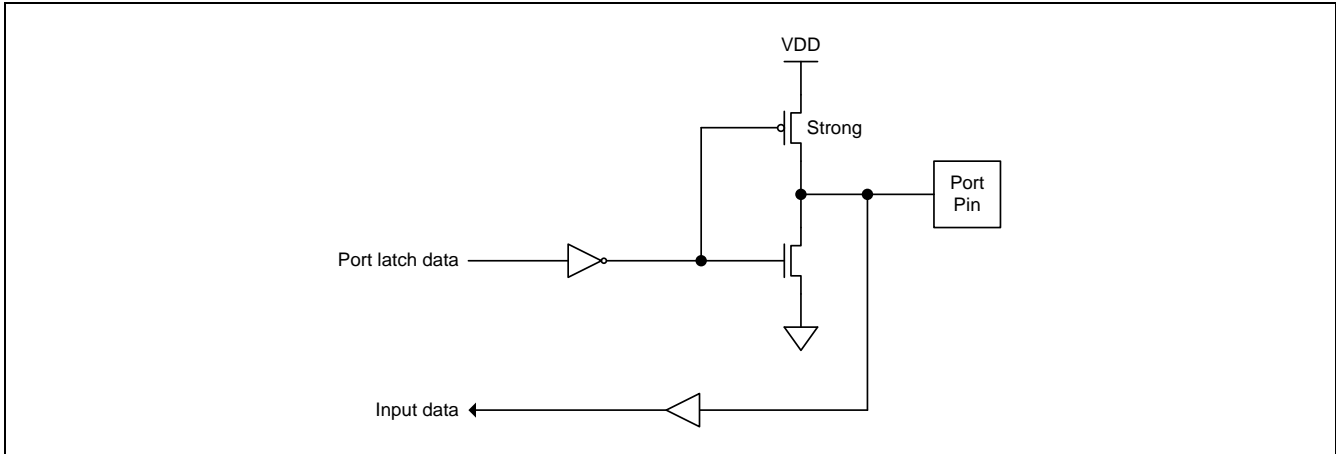 VDD
Strong
Port
Pin
Port latch data
Input data